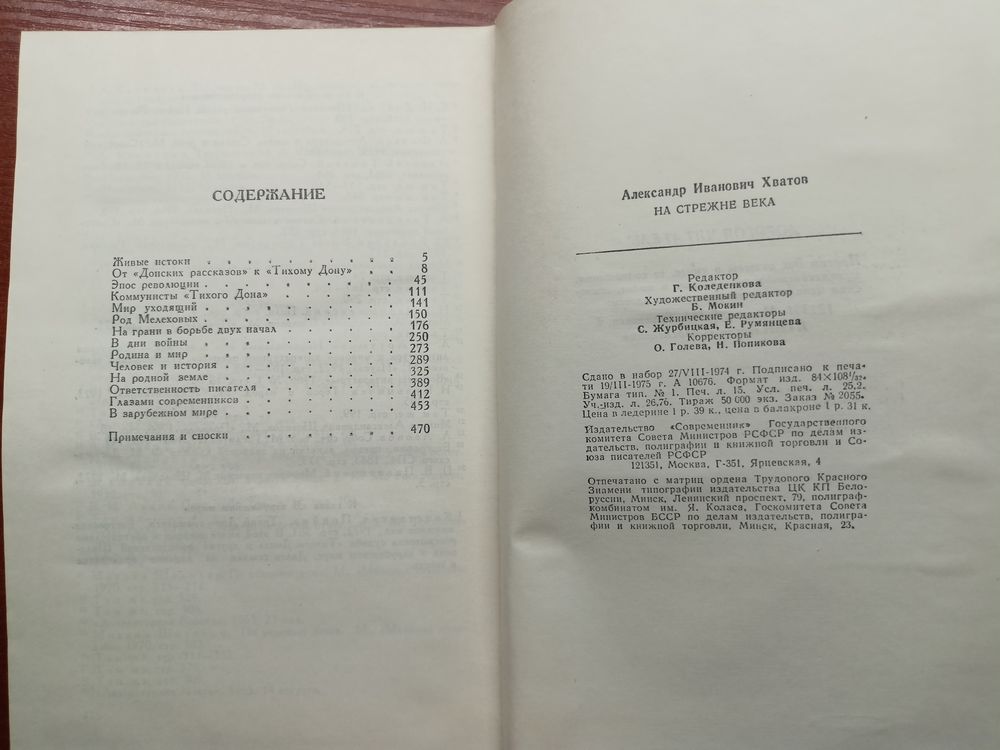 СОДЕРЖАНИЕ
Живые истоки . . . . . . . . 5
От «Донских рассказов» к «Тихому Дону» . . 8
Эпос революции . . . . . . . . 45
Коммунисты «Тихого Дона» . . . . . 111
Мир уходящий . . . . . . . . 141
Род Мелеховых . . . . . . . . 150
На грани в борьбе двух начал . . . . . 176
В дни войны . . . . . . . . 250
Родина и мир . . . . . . . . 273
Человек и история . . . . . . . 289
На родной земле . . . . . . . . 325
Ответственность писателя . . . . . . 389
Глазами современников . . . . . . . 412
В зарубежном мире . . . . . . . 453
Примечания и сноски . . . . . . . 470
Александр Иванович Хватов
НА СТРЕЖНЕ ВЕКА
Редактор
Г. Коледенкова
Художественный редактор
Б. Мокин
Технические редакторы
С. Журбицкая, Е. Румянцева
Корректоры
О. Голева, Н. Попикова
Сдано в набор 27/VIII-1974 г. Подписано к печа-
ти 19/III-1975 г. А 10676. Формат изд. 84×108¹/₃₂.
Бумага тип. № 1. Печ. л. 15. Усл. печ. л. 25,2.
Уч.-изд. л. 26,76. Тираж 50 000 экз. Заказ № 2055.
Цена в ледерине 1 р. 39 к., цена в балакроне 1 р. 31 к.
Издательство «Современник» Государственного
комитета Совета Министров РСФСР по делам из-
дательств, полиграфии и книжной торговли и Со-
юза писателей РСФСР
121351, Москва, Г-351, Ярцевская, 4
Отпечатано с матриц ордена Трудового Красного
Знамени типографии издательства ЦК КП Бело-
руссии, Минск, Ленинский проспект, 79, полиграф-
комбинатом им. Я. Коласа, Госкомитета Совета
Министров БССР по делам издательств, полигра-
фии и книжной торговли, Минск, Красная, 23.